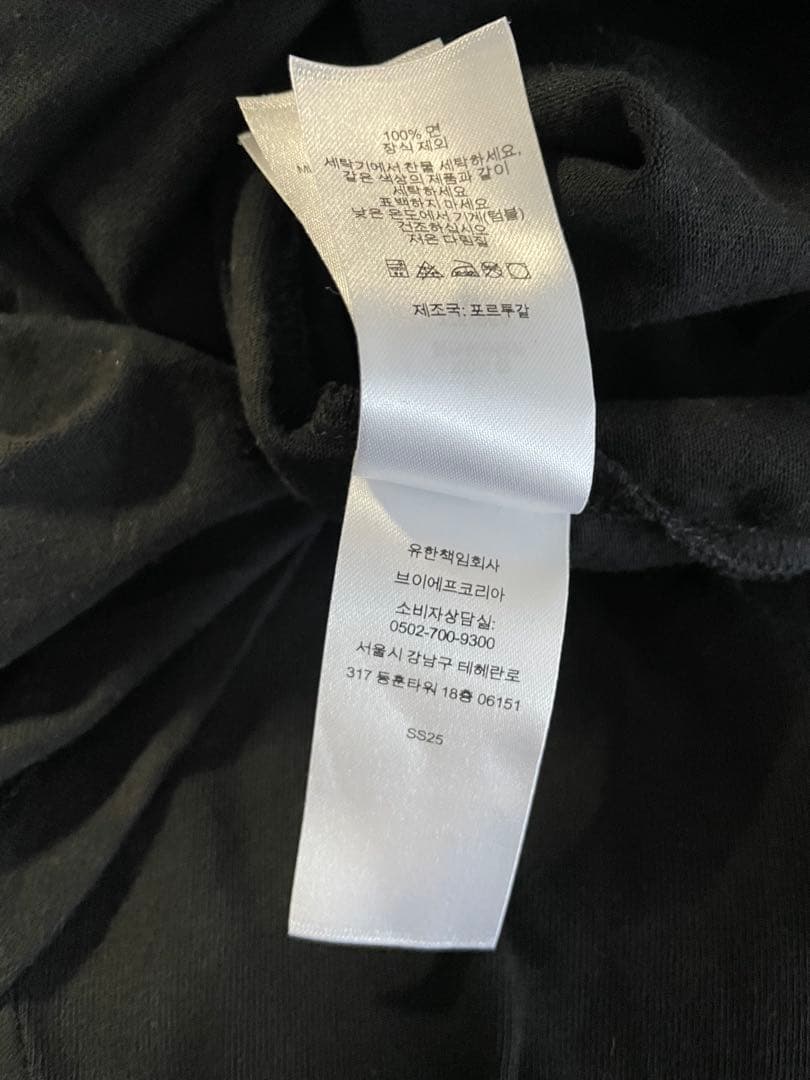 100% 면
장식 제외
세탁기에서 찬물 세탁하세요,
같은 색상의 제품과 같이
세탁하세요
표백하지 마세요
낮은 온도에서 기계(텀블)
건조하십시오
저온 다림질
제조국: 포르투갈
유한책임회사
브이에프코리아
소비자상담실:
0502-700-9300
서울시 강남구 테헤란로
317 동훈타워 18층 06151
SS25